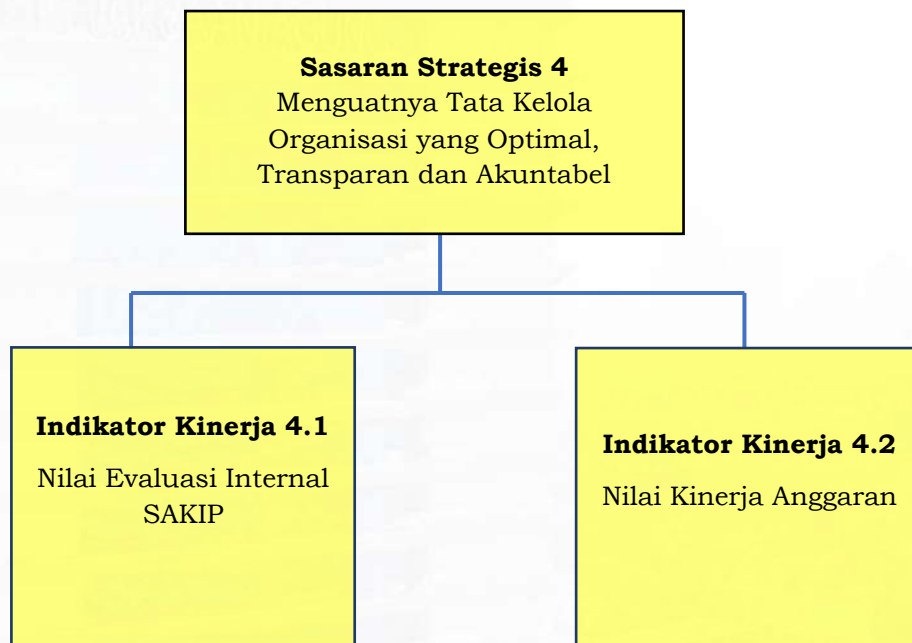 Sasaran Strategis 4
Menguatnya Tata Kelola
Organisasi yang Optimal,
Transparan dan Akuntabel
Indikator Kinerja 4.1
Nilai Evaluasi Internal
SAKIP
Indikator Kinerja 4.2
Nilai Kinerja Anggaran